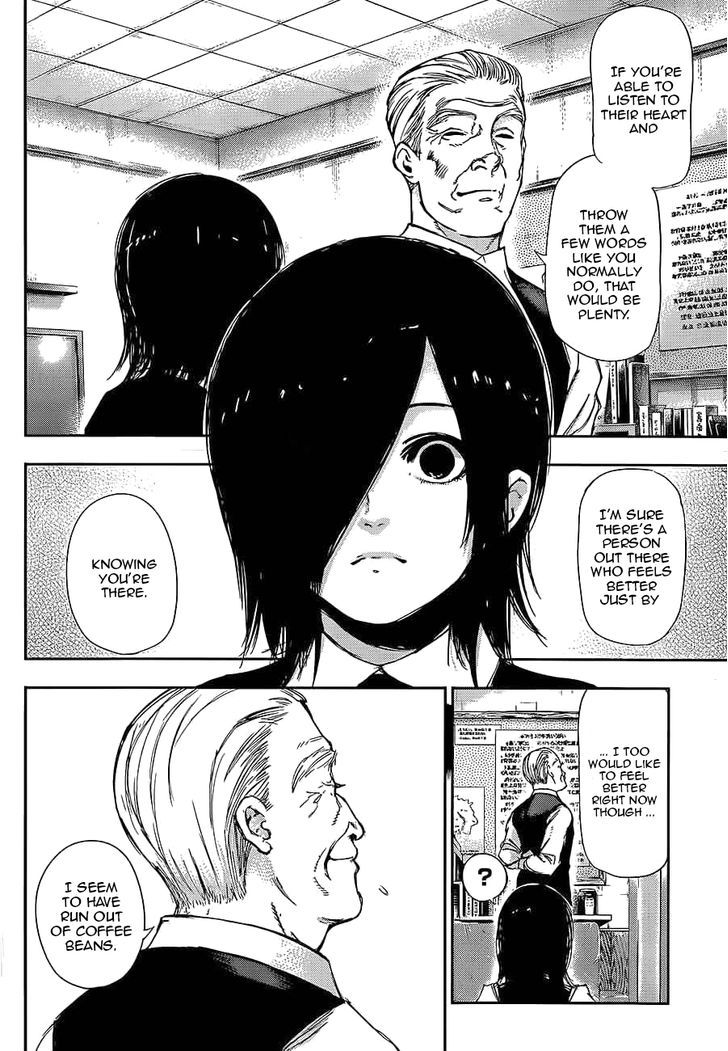 IF YOU'RE
ABLE TO
LISTEN TO
THEIR HEART
AND
THROW
THEM A
FEW WORDS
LIKE YOU
NORMALLY
DO, THAT
WOULD BE
PLENTY.
I'M SURE
THERE'S A
PERSON
OUT THERE
WHO FEELS
BETTER
JUST BY
KNOWING
YOU'RE
THERE.
... I TOO
WOULD LIKE
TO FEEL
BETTER
RIGHT NOW
THOUGH ...
?
I SEEM
TO HAVE
RUN OUT
OF COFFEE
BEANS.